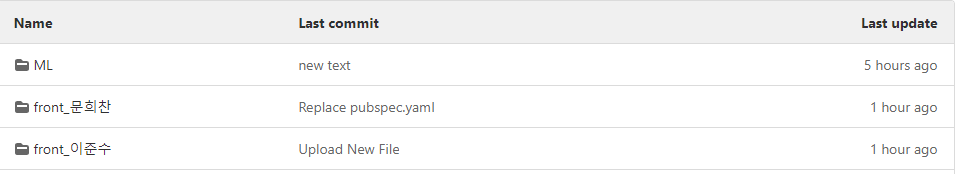 Name Last commit Last update
ML new text 5 hours ago
front_문희찬 Replace pubspec.yaml 1 hour ago
front_이준수 Upload New File 1 hour ago